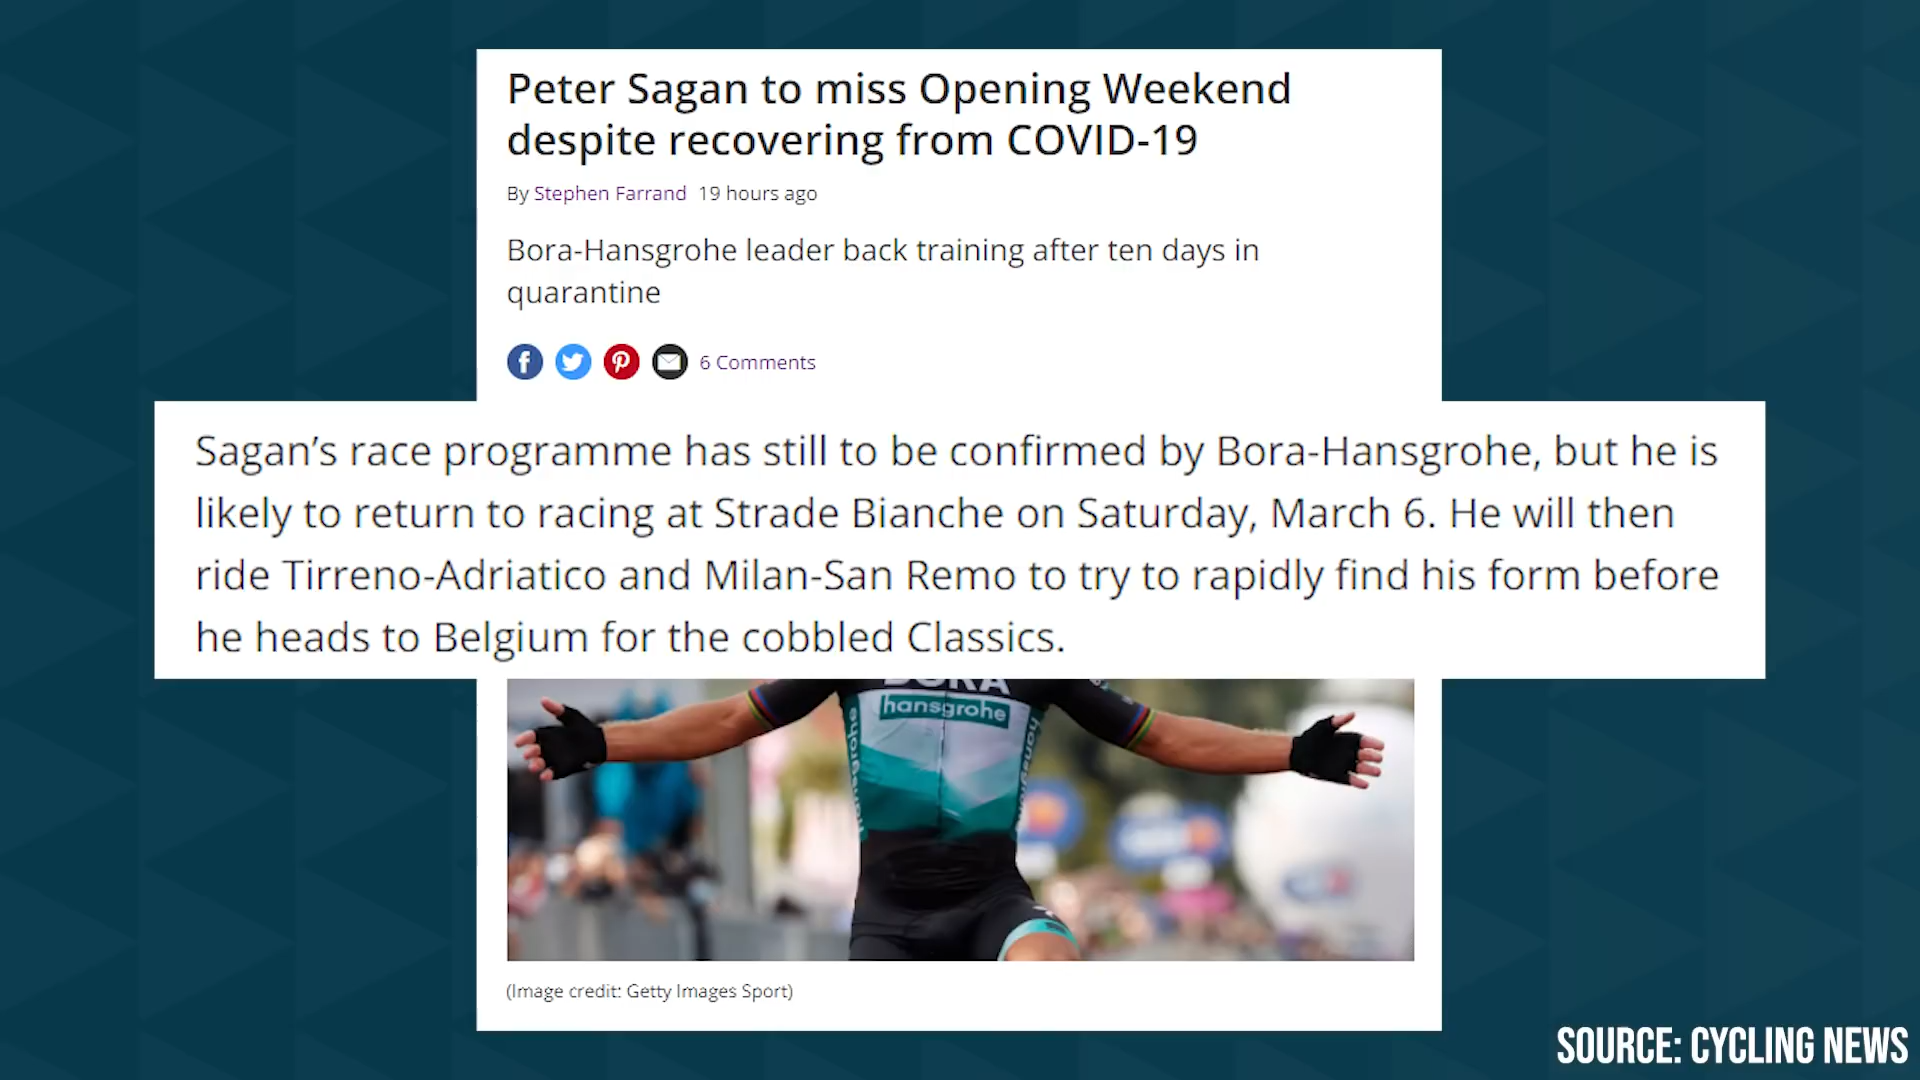 Peter Sagan to miss Opening Weekend
despite recovering from COVID-19
By Stephen Farrand 19 hours ago
Bora-Hansgrohe leader back training after ten days in
quarantine
6 Comments
Sagan's race programme has still to be confirmed by Bora-Hansgrohe, but he is
likely to return to racing at Strade Bianche on Saturday, March 6. He will then
ride Tirreno-Adriatico and Milan-San Remo to try to rapidly find his form before
he heads to Belgium for the cobbled Classics.
BORA
hansgrohe
hansgrohe
hansgrohe
(Image credit: Getty Images Sport)
SOURCE: CYCLING NEWS